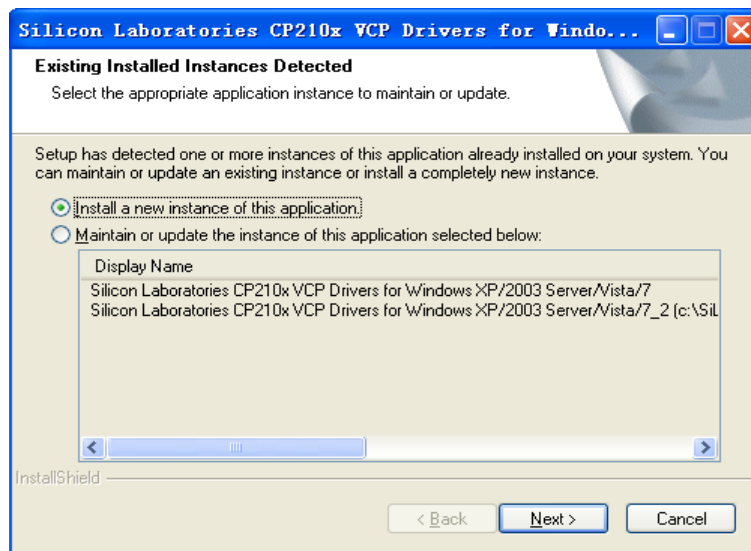 Silicon Laboratories CP210x VCP Drivers for Windo...
Existing Installed Instances Detected
Select the appropriate application instance to maintain or update.
Setup has detected one or more instances of this application already installed on your system. You
can maintain or update an existing instance or install a completely new instance.
Install a new instance of this application.
Maintain or update the instance of this application selected below:
Display Name
Silicon Laboratories CP210x VCP Drivers for Windows XP/2003 Server/Vista/7
Silicon Laboratories CP210x VCP Drivers for Windows XP/2003 Server/Vista/7_2 (c:\SiL
InstallShield
< Back Next > Cancel